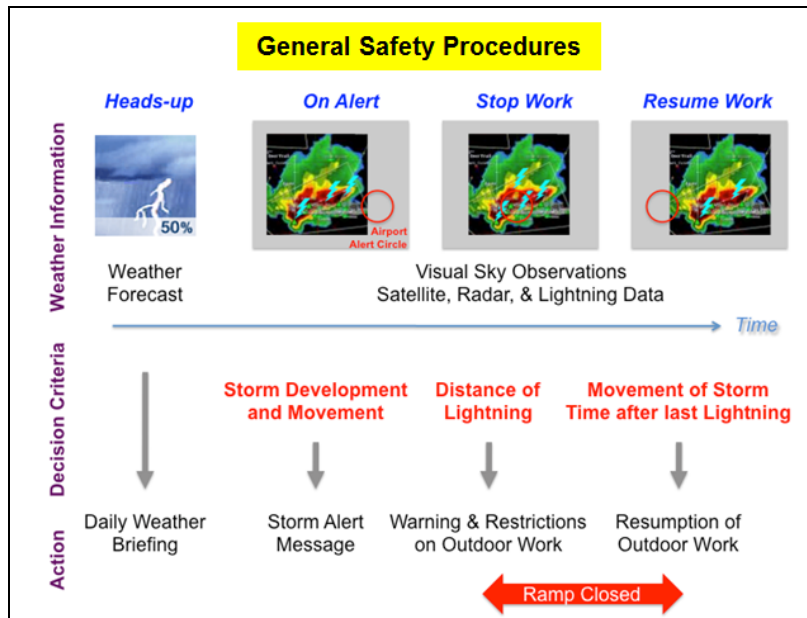 General Safety Procedures
Heads-up
On Alert
Stop Work
Resume Work
Weather Information
50%
Airport
Alert Circle
Weather
Forecast
Visual Sky Observations
Satellite, Radar, & Lightning Data
Time
Decision Criteria
Storm Development
and Movement
Distance of
Lightning
Movement of Storm
Time after last Lightning
Action
Daily Weather
Briefing
Storm Alert
Message
Warning & Restrictions
on Outdoor Work
Resumption of
Outdoor Work
Ramp Closed